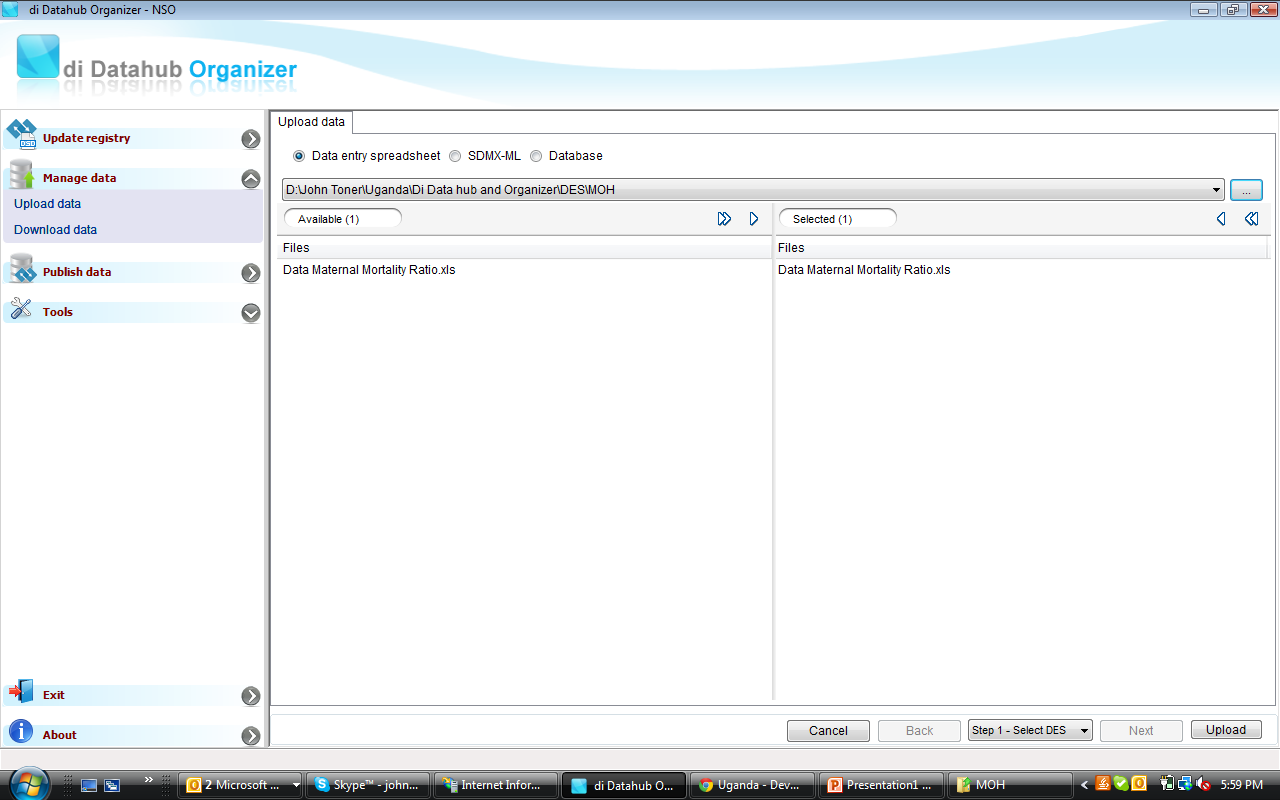 di Datahub Organizer - NSO
di Datahub Organizer
Update registry
DSD
Manage data
Upload data
Download data
Publish data
Tools
Exit
About
Upload data
Data entry spreadsheet SDMX-ML Database
D:\John Toner\Uganda\Di Data hub and Organizer\DES\MOH
...
Available (1)
Files
Data Maternal Mortality Ratio.xls
Selected (1)
Files
Data Maternal Mortality Ratio.xls
Cancel Back Step 1 - Select DES Next Upload
2 Microsoft ... Skype™ - john... Internet Infor... di Datahub O... Uganda - Dev... Presentation1 ... MOH 5:59 PM